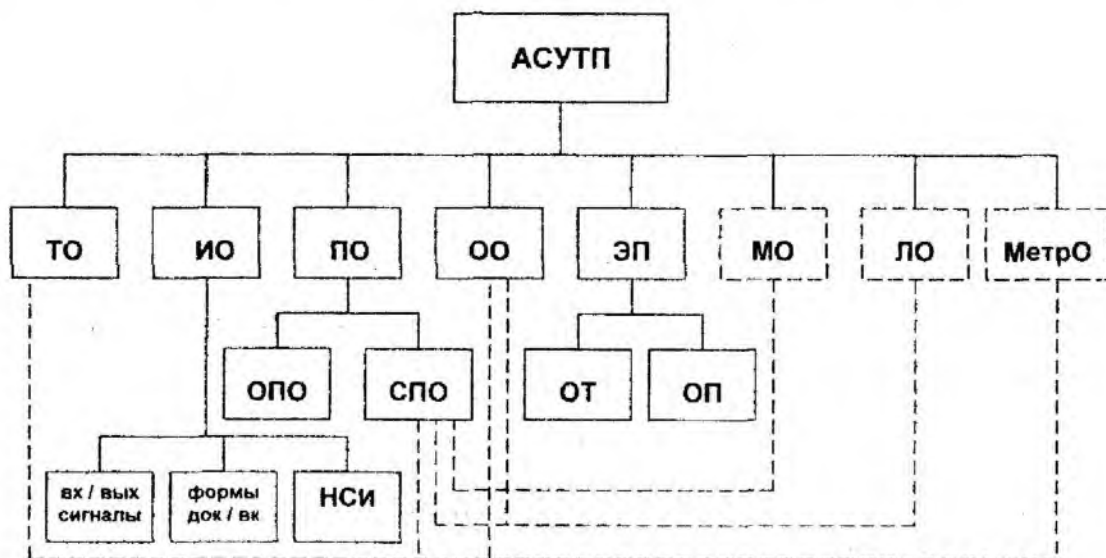 АСУТП
ТО
ИО
ПО
ОО
ЭП
МО
ЛО
МетрО
ОПО
СПО
ОТ
ОП
вх / вых
сигналы
формы
док / вк
НСИ